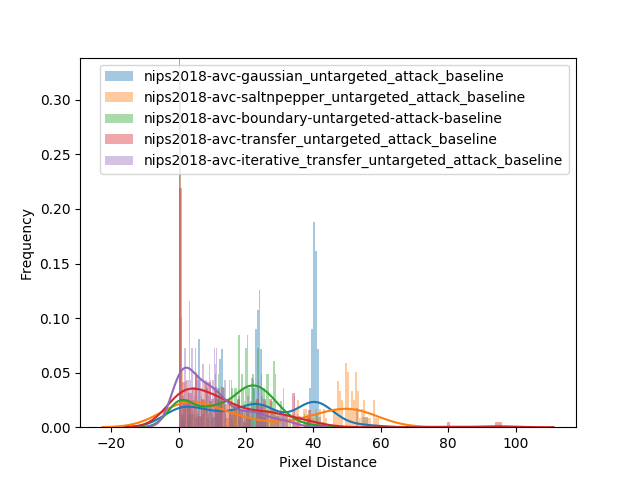 nips2018-avc-gaussian_untargeted_attack_baseline
nips2018-avc-saltnpepper_untargeted_attack_baseline
nips2018-avc-boundary-untargeted-attack-baseline
nips2018-avc-transfer_untargeted_attack_baseline
nips2018-avc-iterative_transfer_untargeted_attack_baseline
0.30
0.25
0.20
0.15
0.10
0.05
0.00
Frequency
−20 0 20 40 60 80 100
Pixel Distance